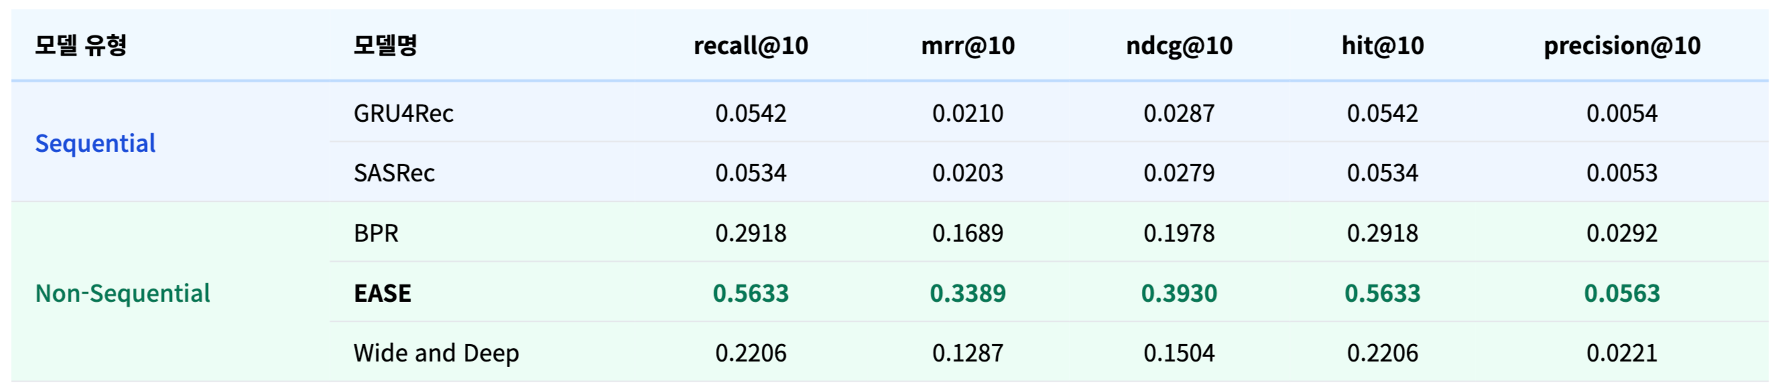 모델 유형 모델명 recall@10 mrr@10 ndcg@10 hit@10 precision@10
GRU4Rec 0.0542 0.0210 0.0287 0.0542 0.0054
Sequential
SASRec 0.0534 0.0203 0.0279 0.0534 0.0053
BPR 0.2918 0.1689 0.1978 0.2918 0.0292
Non-Sequential EASE 0.5633 0.3389 0.3930 0.5633 0.0563
Wide and Deep 0.2206 0.1287 0.1504 0.2206 0.0221